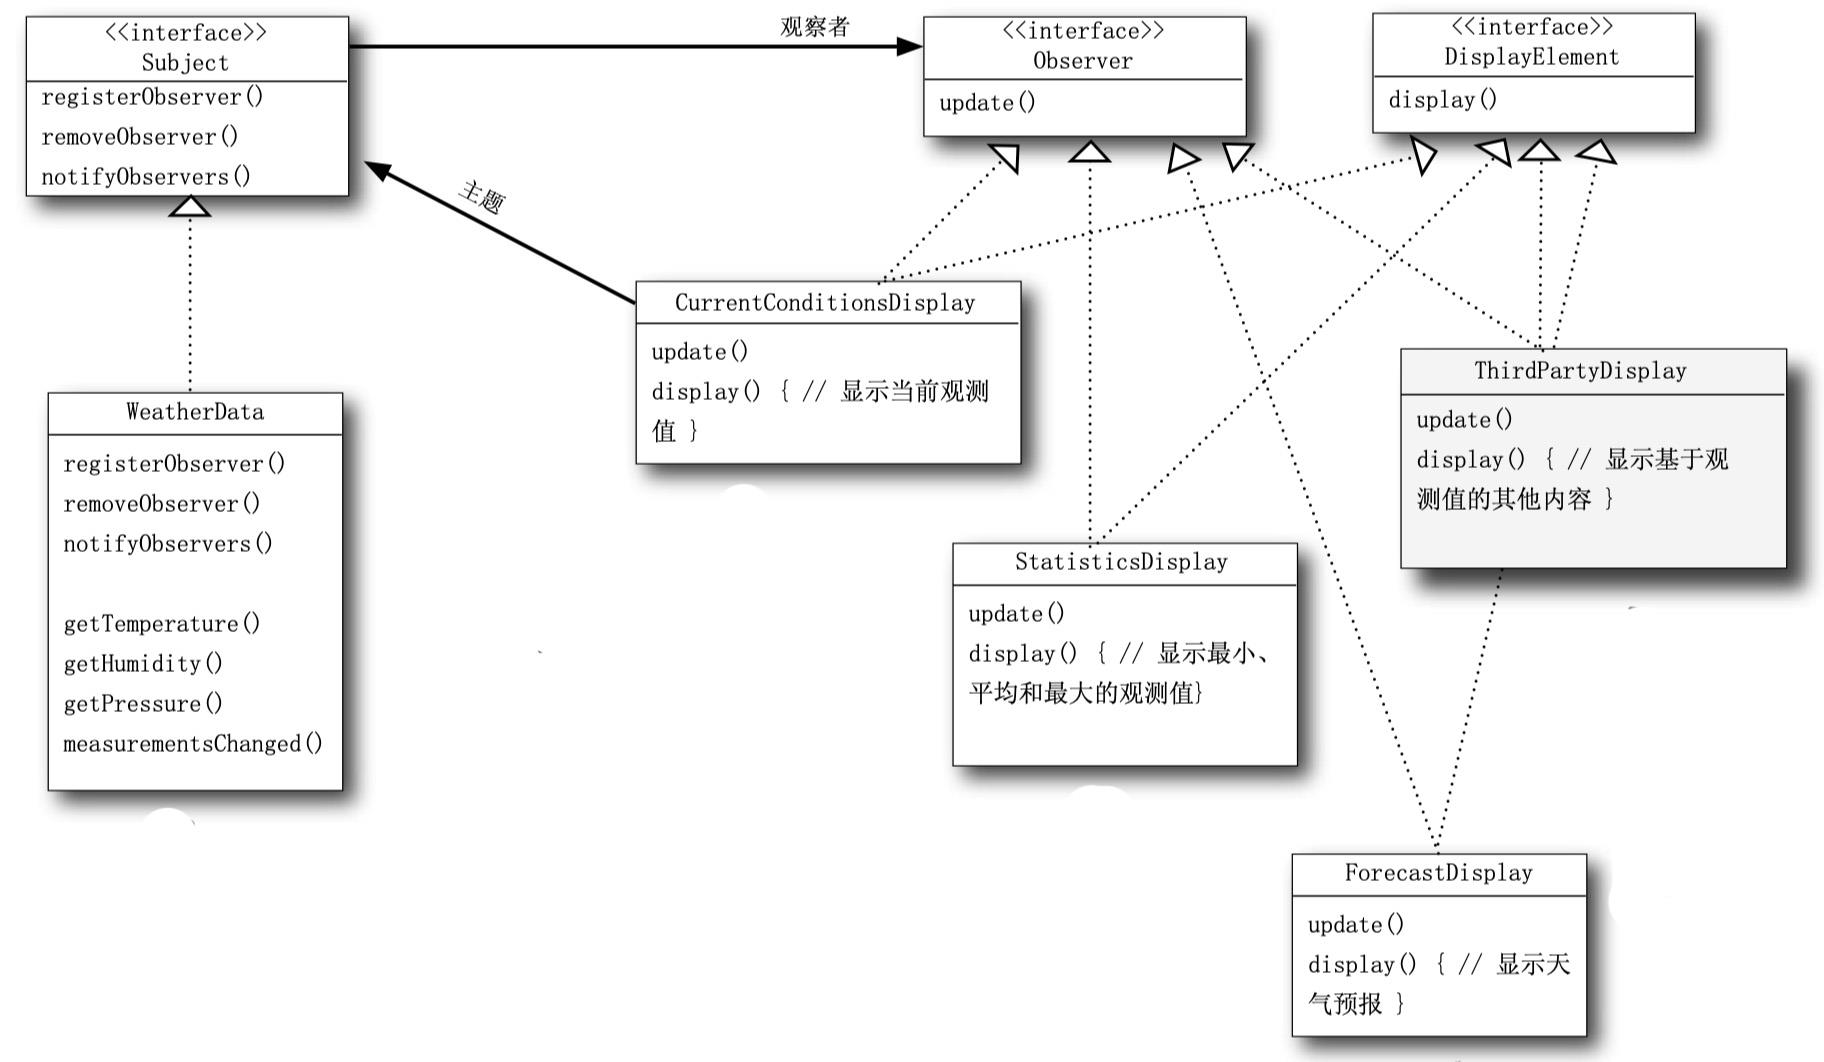 <<interface>>
Subject
registerObserver()
removeObserver()
notifyObservers()
观察者
<<interface>>
Observer
update()
<<interface>>
DisplayElement
display()
主题
CurrentConditionsDisplay
update()
display() { // 显示当前观测
值 }
ThirdPartyDisplay
update()
display() { // 显示基于观
测值的其他内容 }
WeatherData
registerObserver()
removeObserver()
notifyObservers()
getTemperature()
getHumidity()
getPressure()
measurementsChanged()
StatisticsDisplay
update()
display() { // 显示最小、
平均和最大的观测值}
ForecastDisplay
update()
display() { // 显示天
气预报 }